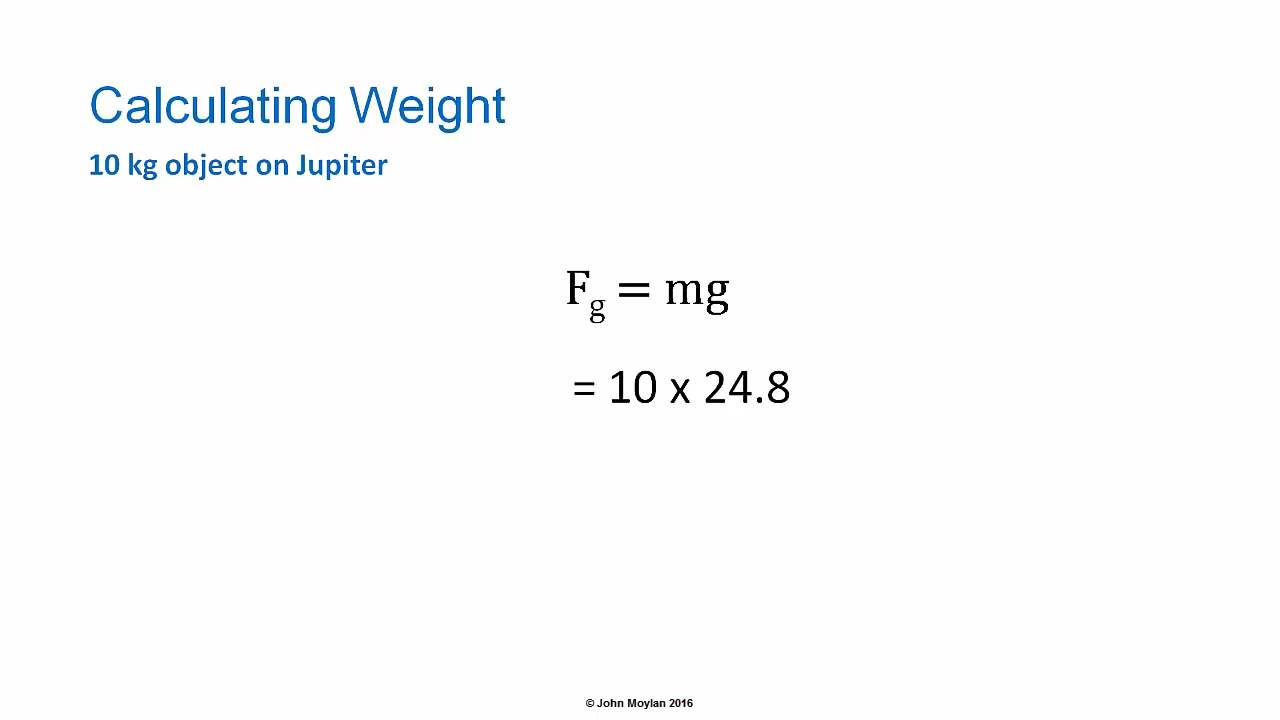 Calculating Weight
10 kg object on Jupiter
Fg = mg
= 10 x 24.8
© John Moylan 2016